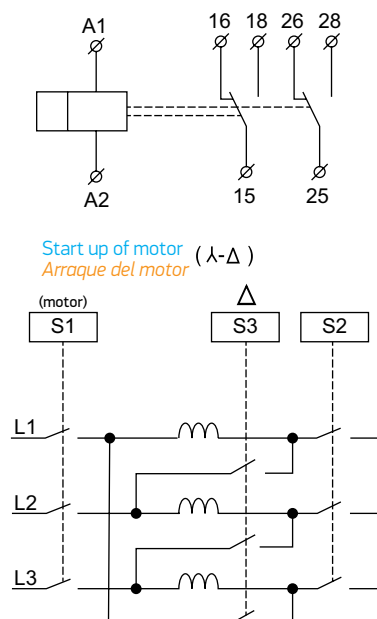 A1
16 18 26 28
A2
15 25
Start up of motor (⅄-Δ)
Arraque del motor
(motor) Δ
S1 S3 S2
L1
L2
L3